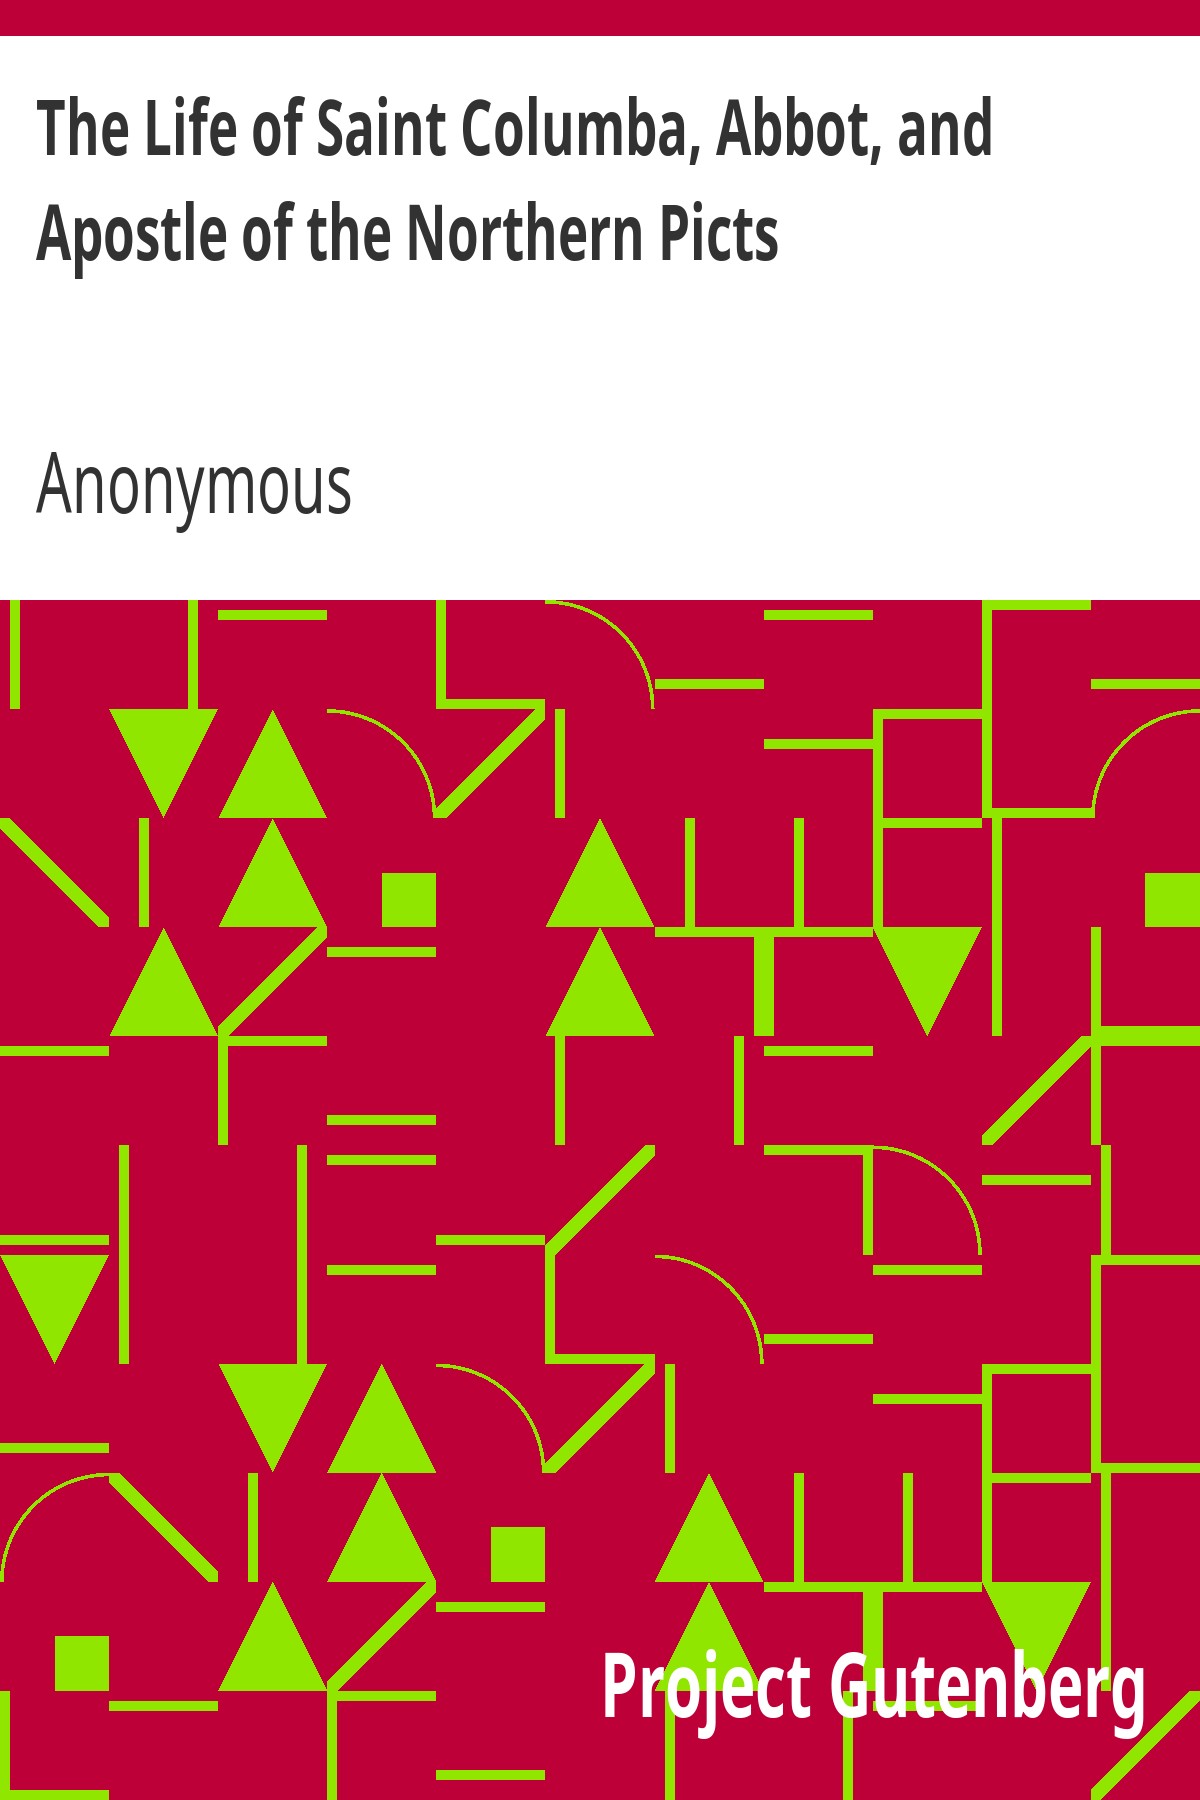 The Life of Saint Columba, Abbot, and
Apostle of the Northern Picts
Anonymous
Project Gutenberg